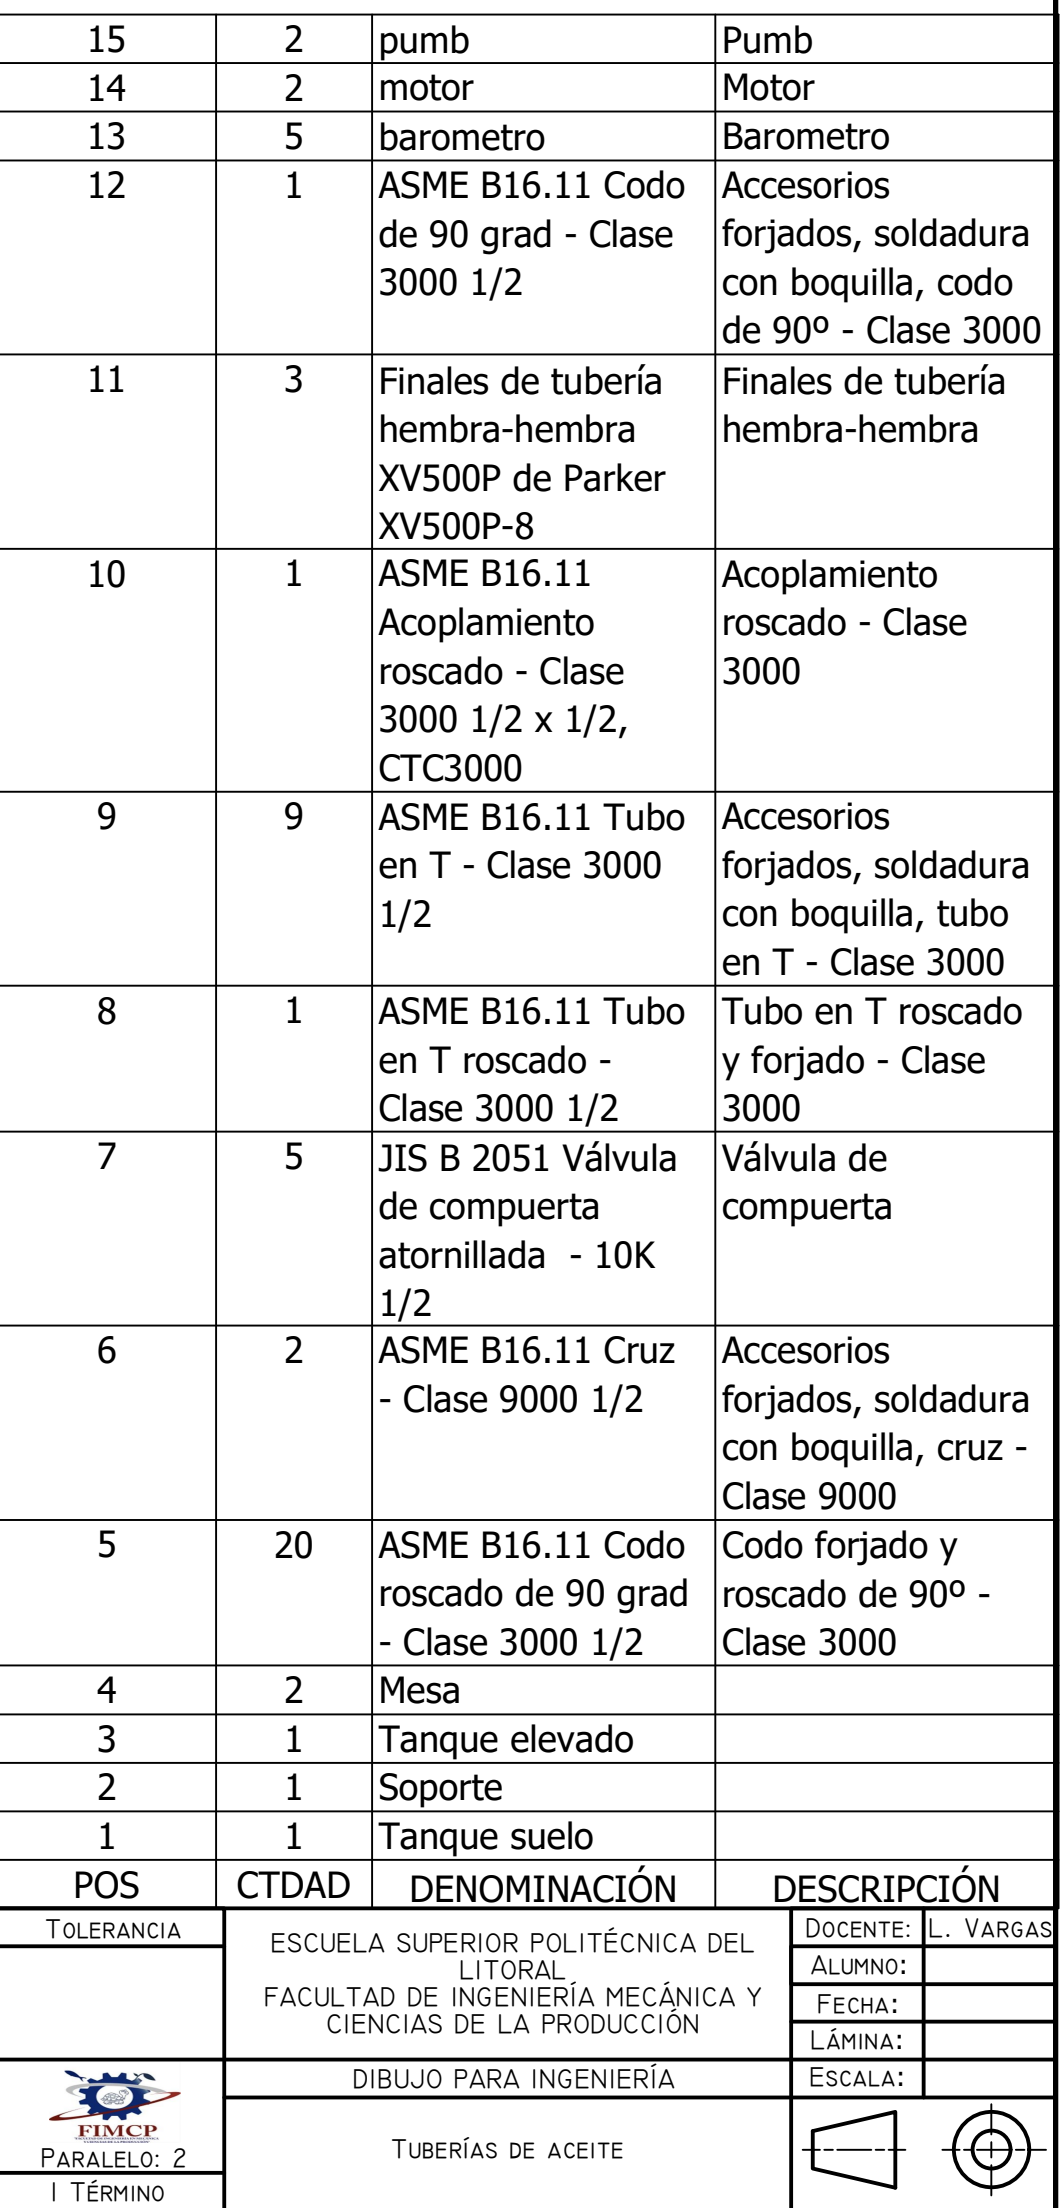 15 2 pumb Pumb
14 2 motor Motor
13 5 barometro Barometro
12 1 ASME B16.11 Codo Accesorios
de 90 grad - Clase forjados, soldadura
3000 1/2 con boquilla, codo
de 90º - Clase 3000
11 3 Finales de tubería Finales de tubería
hembra-hembra hembra-hembra
XV500P de Parker
XV500P-8
10 1 ASME B16.11 Acoplamiento
Acoplamiento roscado - Clase
roscado - Clase 3000
3000 1/2 x 1/2,
CTC3000
9 9 ASME B16.11 Tubo Accesorios
en T - Clase 3000 forjados, soldadura
1/2 con boquilla, tubo
en T - Clase 3000
8 1 ASME B16.11 Tubo Tubo en T roscado
en T roscado - y forjado - Clase
Clase 3000 1/2 3000
7 5 JIS B 2051 Válvula Válvula de
de compuerta compuerta
atornillada - 10K
1/2
6 2 ASME B16.11 Cruz Accesorios
- Clase 9000 1/2 forjados, soldadura
con boquilla, cruz -
Clase 9000
5 20 ASME B16.11 Codo Codo forjado y
roscado de 90 grad roscado de 90º -
- Clase 3000 1/2 Clase 3000
4 2 Mesa
3 1 Tanque elevado
2 1 Soporte
1 1 Tanque suelo
POS CTDAD DENOMINACIÓN DESCRIPCIÓN
TOLERANCIA
ESCUELA SUPERIOR POLITÉCNICA DEL
LITORAL
FACULTAD DE INGENIERÍA MECÁNICA Y
CIENCIAS DE LA PRODUCCIÓN
DOCENTE: L. VARGAS
ALUMNO:
FECHA:
LÁMINA:
DIBUJO PARA INGENIERÍA
ESCALA:
FIMCP
PARALELO: 2
TUBERÍAS DE ACEITE
I TÉRMINO